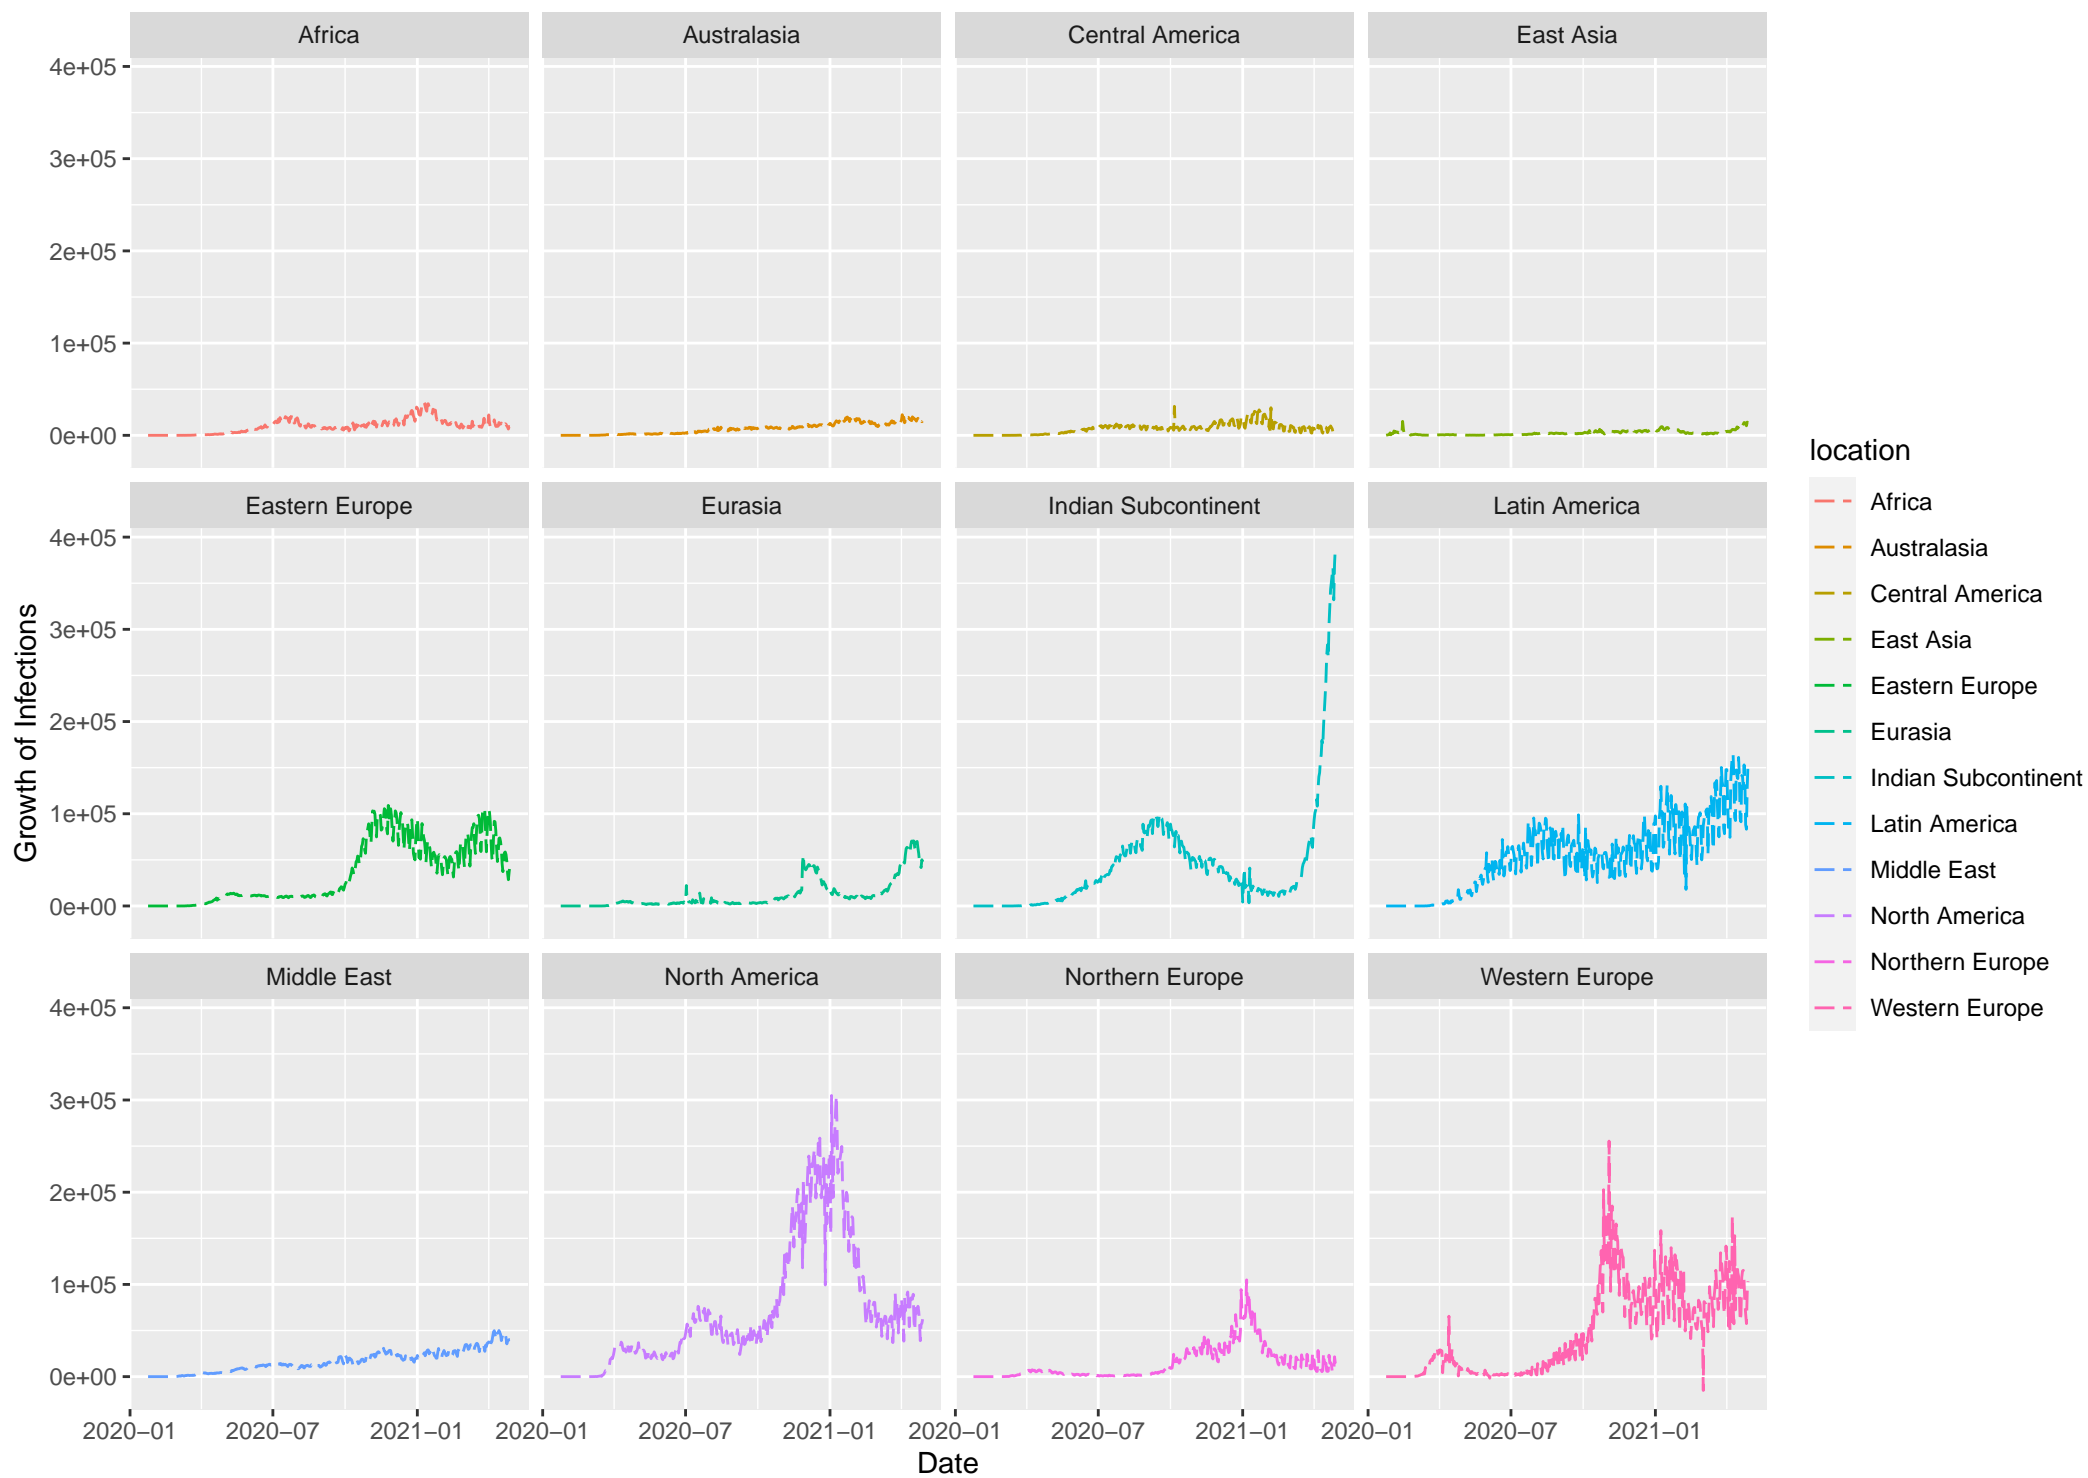 Africa
Australasia
Central America
East Asia
4e+05
3e+05
2e+05
1e+05
0e+00
Eastern Europe
Eurasia
Indian Subcontinent
Latin America
4e+05
3e+05
2e+05
1e+05
0e+00
Middle East
North America
Northern Europe
Western Europe
4e+05
3e+05
2e+05
1e+05
0e+00
2020−01
2020−07
2021−01
2020−01
2020−07
2021−01
2020−01
2020−07
2021−01
2020−01
2020−07
2021−01
Date
Growth of Infections
location
Africa
Australasia
Central America
East Asia
Eastern Europe
Eurasia
Indian Subcontinent
Latin America
Middle East
North America
Northern Europe
Western Europe